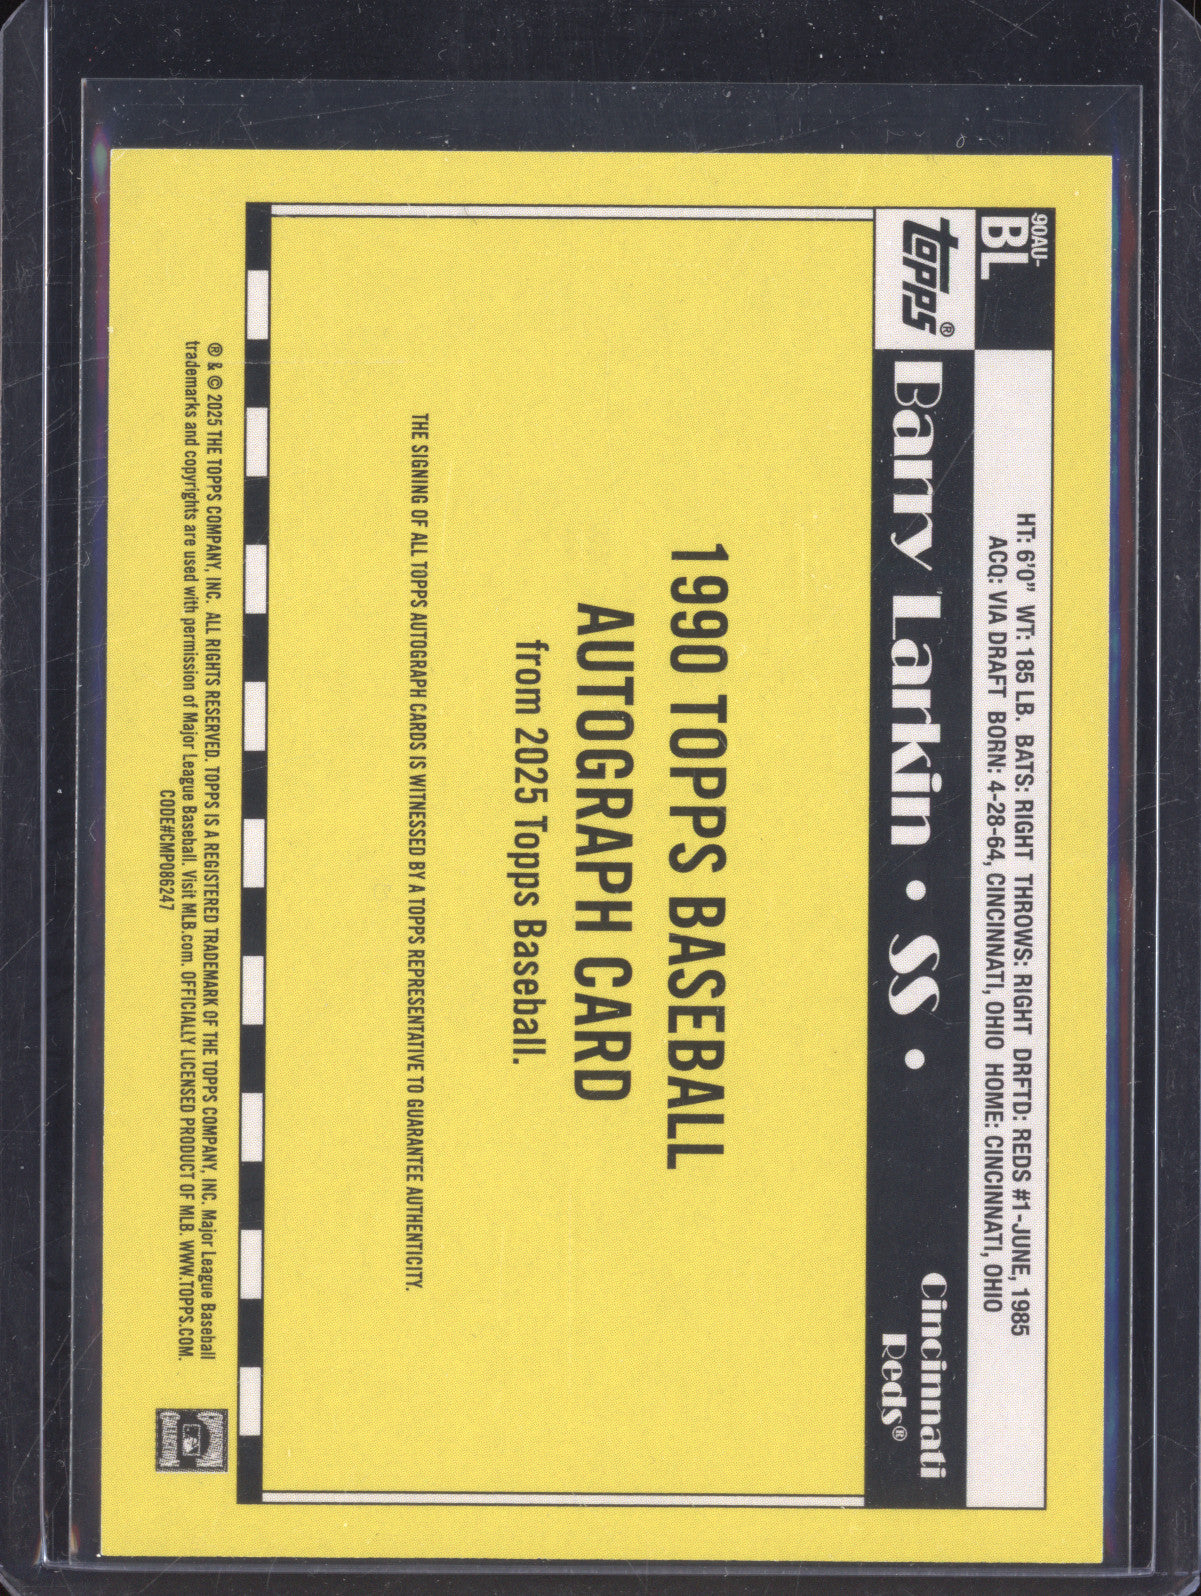 90AU-
BL
HT: 6'0" WT: 185 LB. BATS: RIGHT THROWS: RIGHT DRFTD: REDS #1-JUNE, 1985
ACQ: VIA DRAFT BORN: 4-28-64, CINCINNATI, OHIO HOME: CINCINNATI, OHIO
topps®
Barry Larkin • SS •
Cincinnati
Reds®
1990 TOPPS BASEBALL
AUTOGRAPH CARD
from 2025 Topps Baseball.
THE SIGNING OF ALL TOPPS AUTOGRAPH CARDS IS WITNESSED BY A TOPPS REPRESENTATIVE TO GUARANTEE AUTHENTICITY.
® & © 2025 THE TOPPS COMPANY, INC. ALL RIGHTS RESERVED. TOPPS IS A REGISTERED TRADEMARK OF THE TOPPS COMPANY, INC. Major League Baseball
trademarks and copyrights are used with permission of Major League Baseball. Visit MLB.com. OFFICIALLY LICENSED PRODUCT OF MLB. WWW.TOPPS.COM.
CODE#CMP086247
COOPERSTOWN
COLLECTION